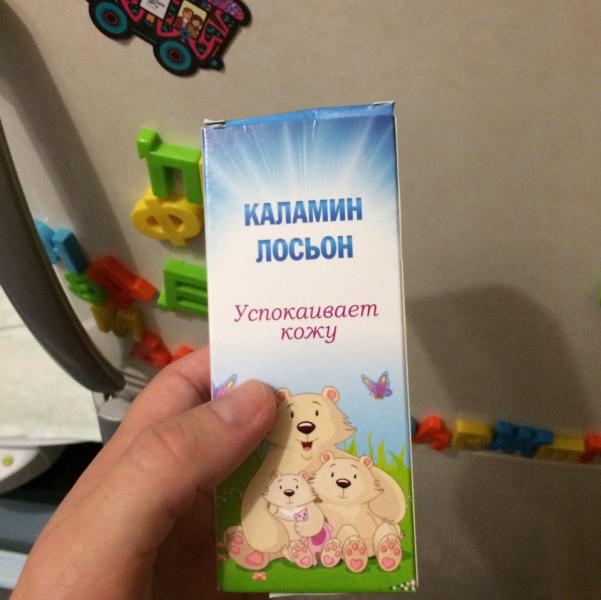 КАЛАМИН
ЛОСЬОН
Успокаивает
кожу
П
Ф